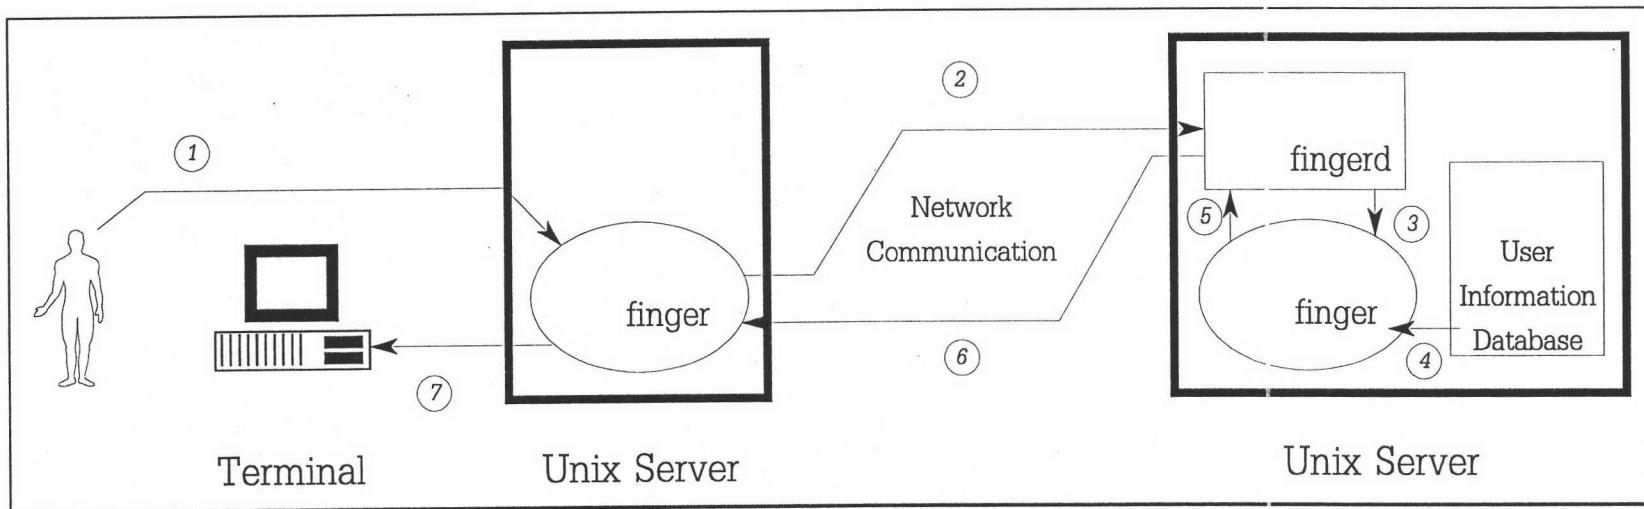 1
2
fingerd
Network
Communication
5
3
User
Information
Database
finger
finger
4
6
7
Terminal
Unix Server
Unix Server